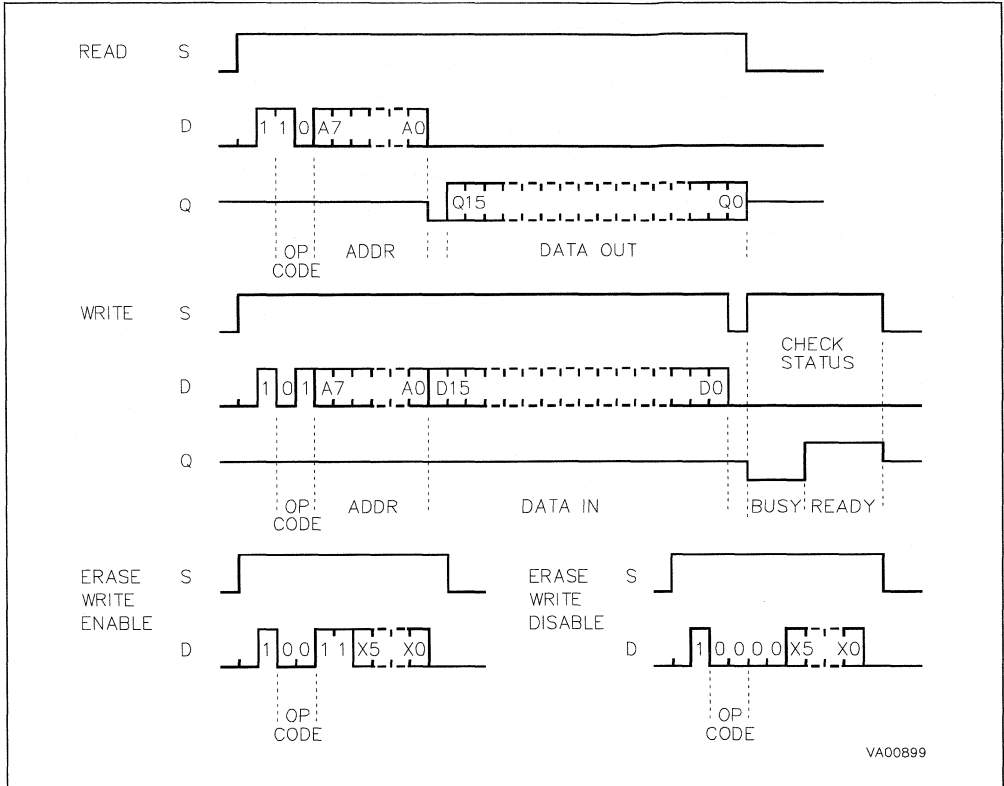 READ S
D 1 1 0 A7 A0
Q Q15 Q0
OP CODE ADDR DATA OUT
WRITE S
CHECK STATUS
D 1 0 1 A7 A0 D15 D0
Q
OP CODE ADDR DATA IN BUSY READY
ERASE WRITE ENABLE S
D 1 0 0 1 1 X5 X0
OP CODE
ERASE WRITE DISABLE S
D 1 0 0 0 0 X5 X0
OP CODE
VA00899